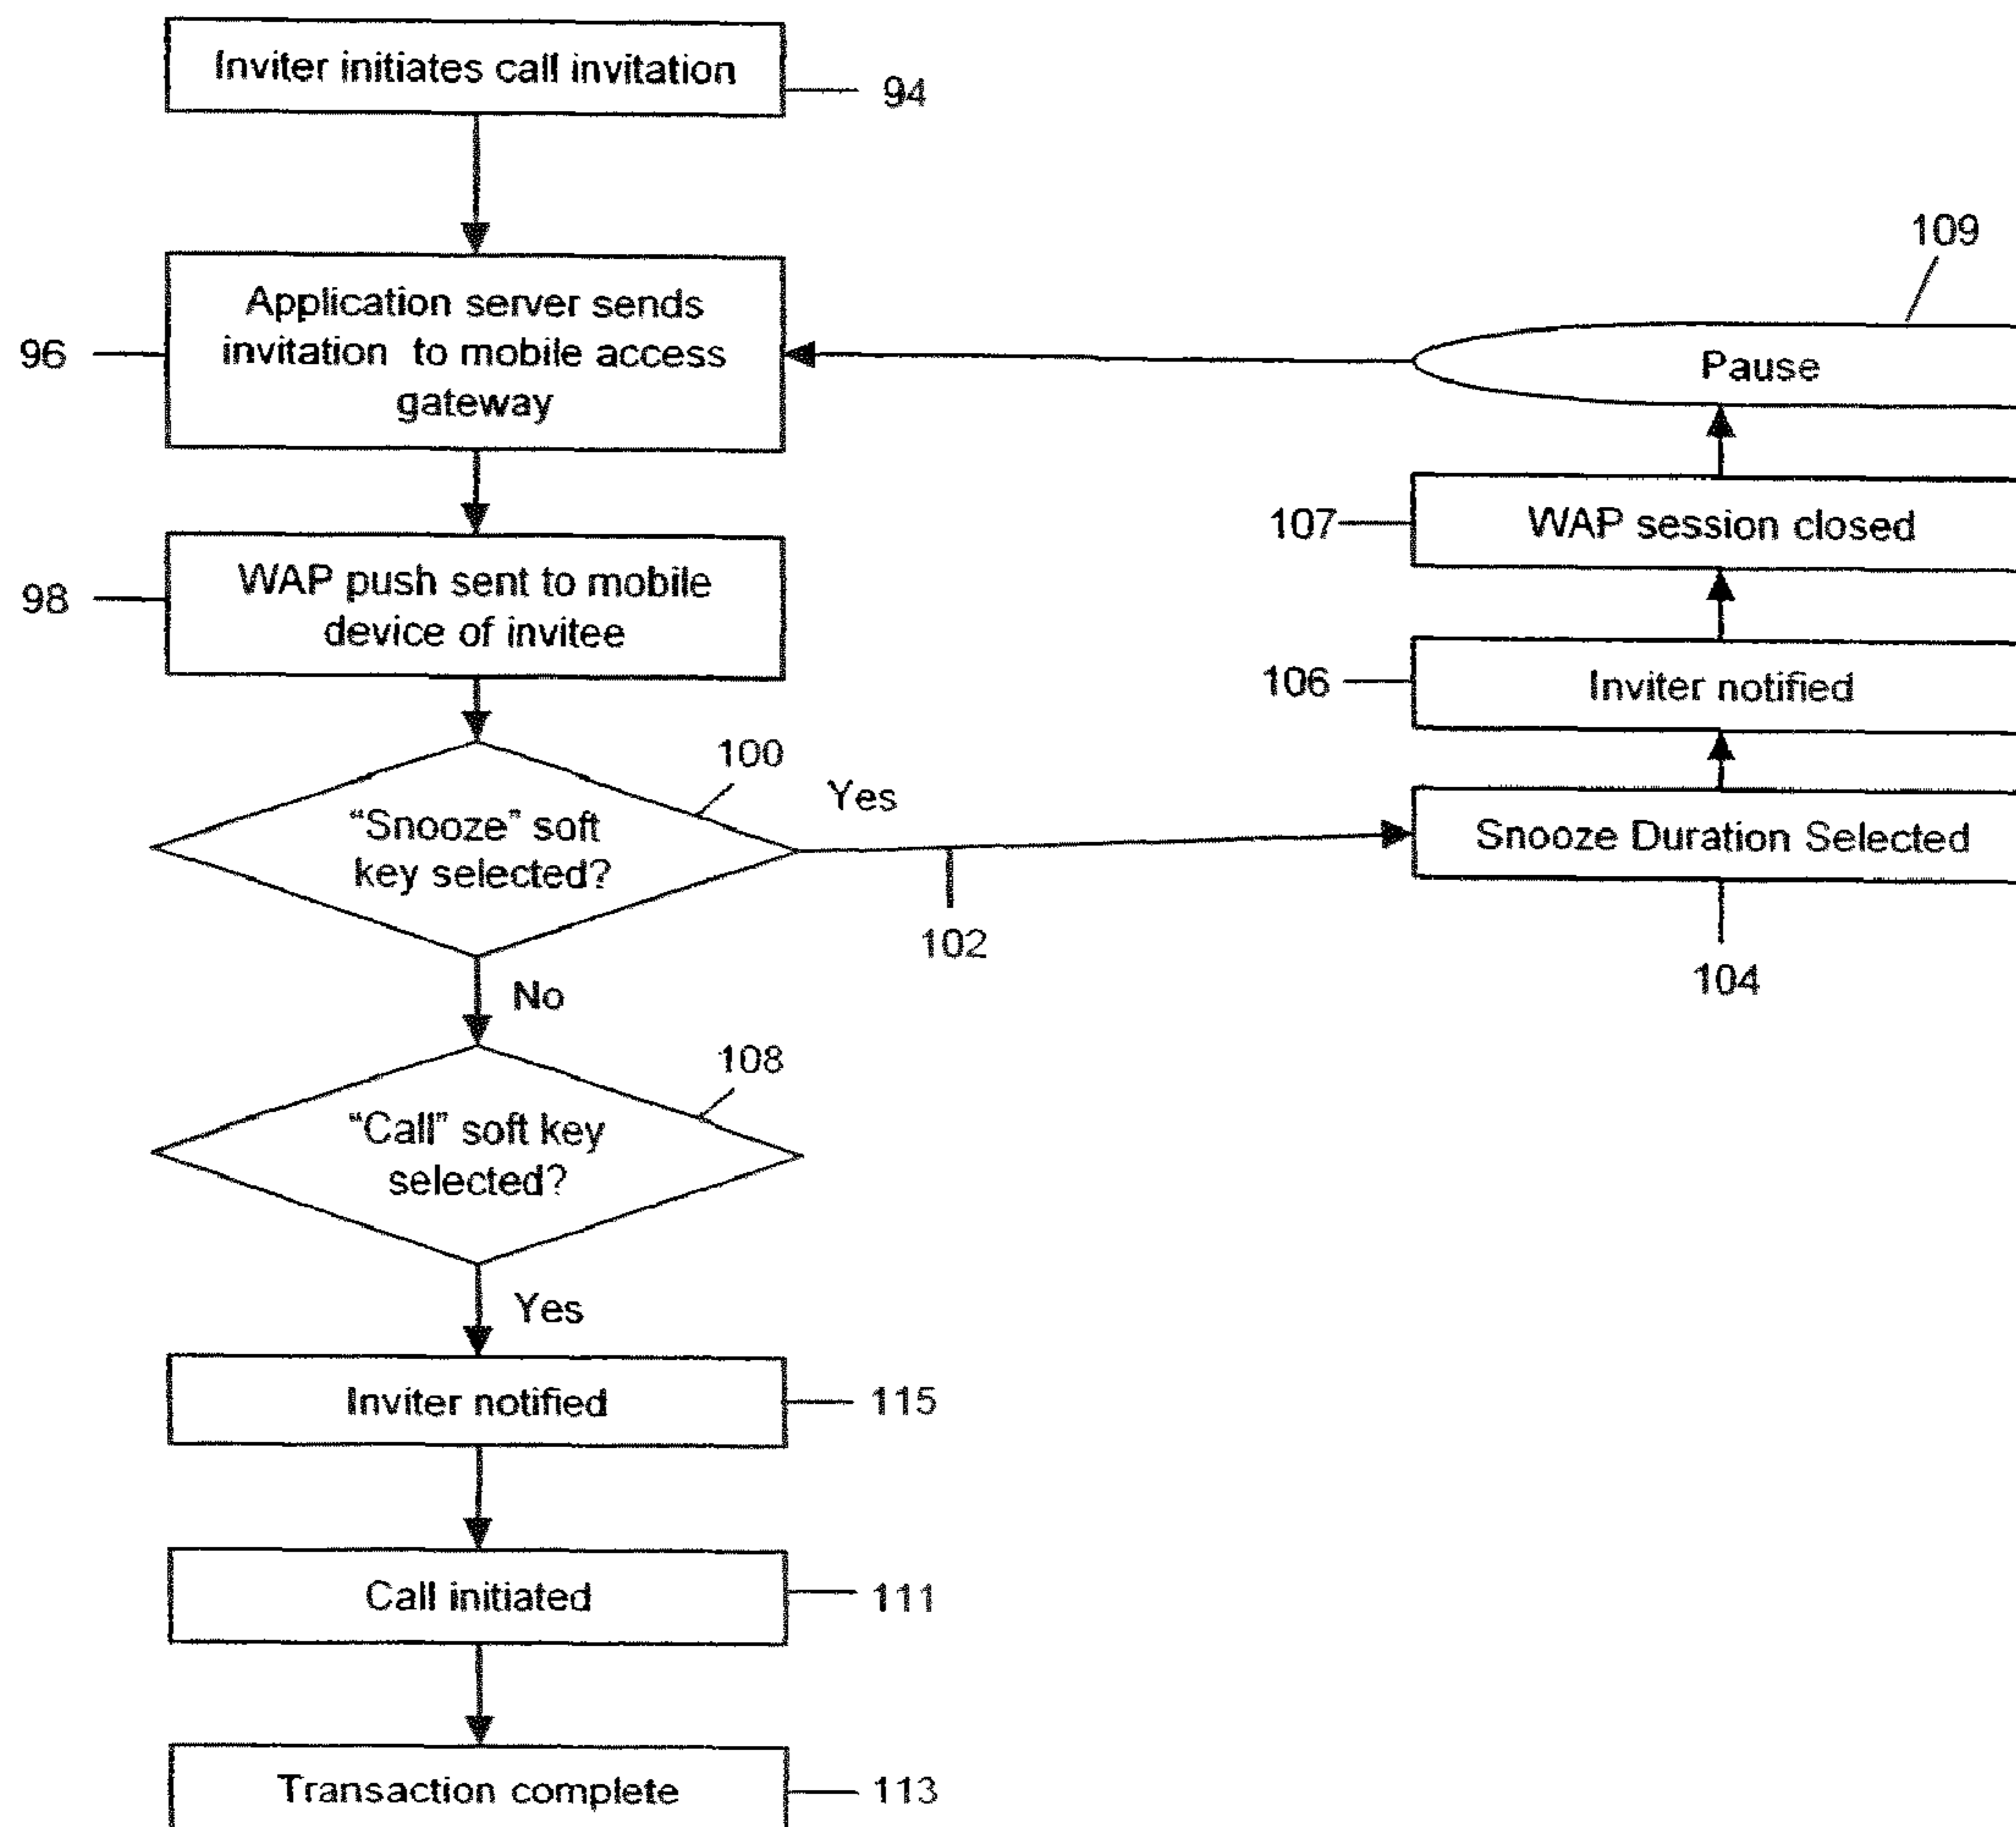 Inviter initiates call invitation
94
Application server sends
invitation to mobile access
gateway
96
WAP push sent to mobile
device of invitee
98
100
"Snooze" soft
key selected?
Yes
102
No
108
"Call" soft key
selected?
Yes
Inviter notified
115
Call initiated
111
Transaction complete
113
109
Pause
107
WAP session closed
106
Inviter notified
Snooze Duration Selected
104